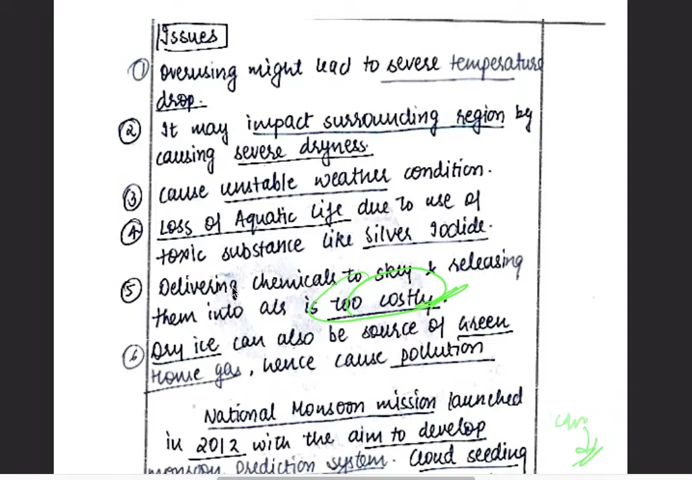 Issues
① Overusing might lead to severe temperature
drop.
② It may impact surrounding region by
causing severe dryness.
③ cause unstable weather condition.
④ Loss of Aquatic Life due to use of
toxic substance like Silver Iodide.
⑤ Delivering chemicals to sky & releasing
them into air is too costly.
⑥ Dry ice can also be source of Green
House gas, hence cause pollution
National Monsoon mission launched
in 2012 with the aim to develop
monsoon prediction system. Cloud seeding